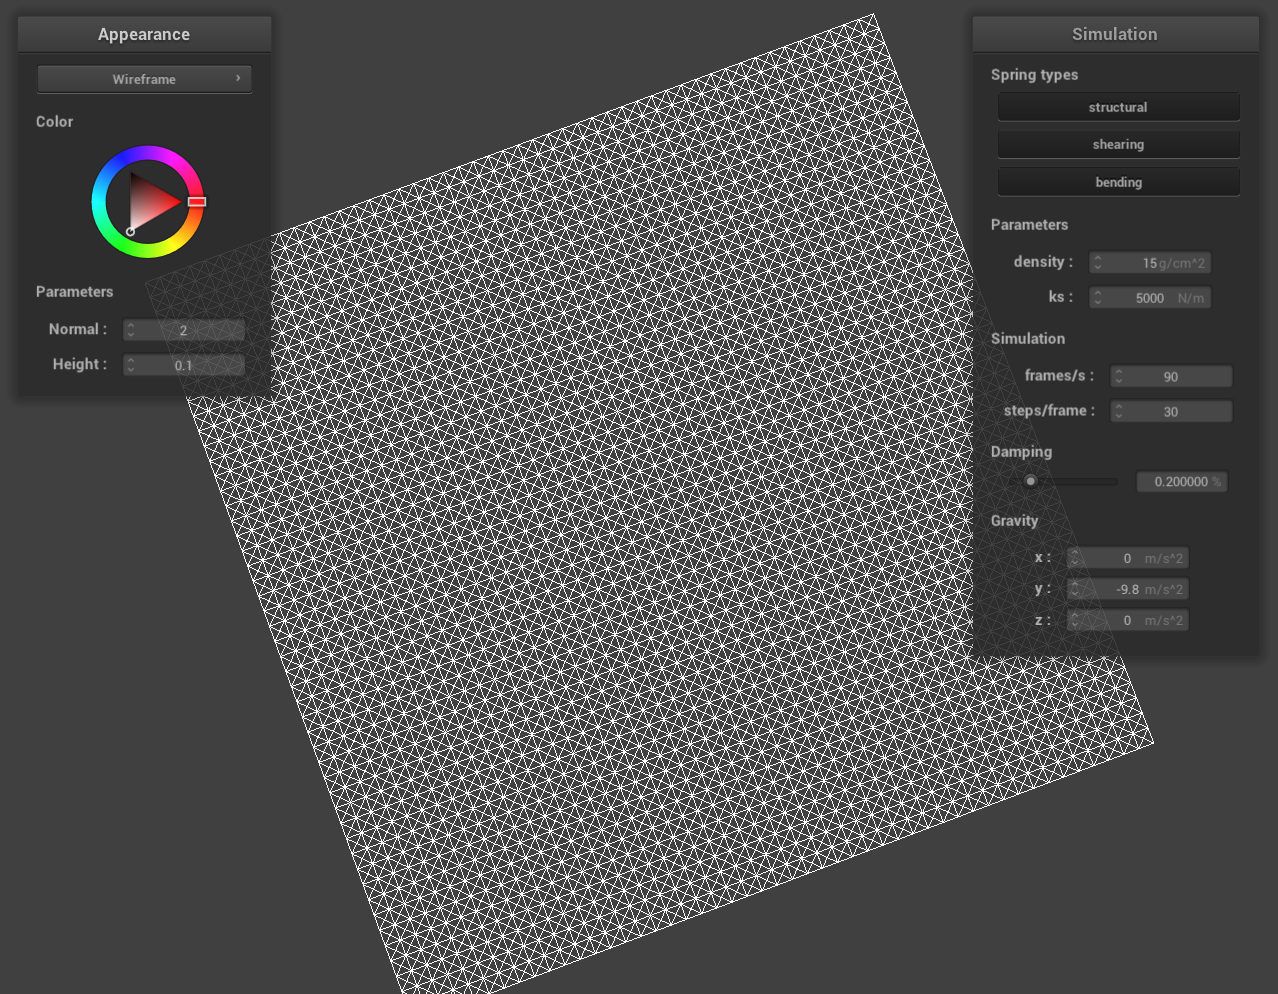 Appearance
Wireframe
Color
Parameters
Normal : 2
Height : 0.1
Simulation
Spring types
structural
shearing
bending
Parameters
density : 15 g/cm^2
ks : 5000 N/m
Simulation
frames/s : 90
steps/frame : 30
Damping
0.200000 %
Gravity
x : 0 m/s^2
y : -9.8 m/s^2
z : 0 m/s^2